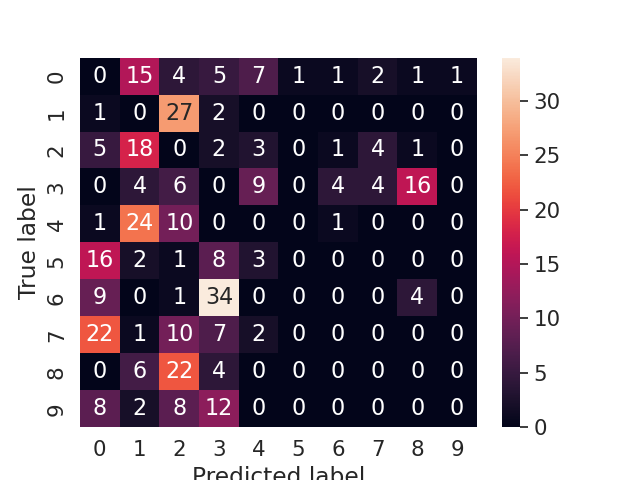 0 0 15 4 5 7 1 1 2 1 1
1 1 0 27 2 0 0 0 0 0 0
2 5 18 0 2 3 0 1 4 1 0
3 0 4 6 0 9 0 4 4 16 0
4 1 24 10 0 0 0 1 0 0 0
5 16 2 1 8 3 0 0 0 0 0
6 9 0 1 34 0 0 0 0 4 0
7 22 1 10 7 2 0 0 0 0 0
8 0 6 22 4 0 0 0 0 0 0
9 8 2 8 12 0 0 0 0 0 0
0 1 2 3 4 5 6 7 8 9
True label
Predicted label
30
25
20
15
10
5
0